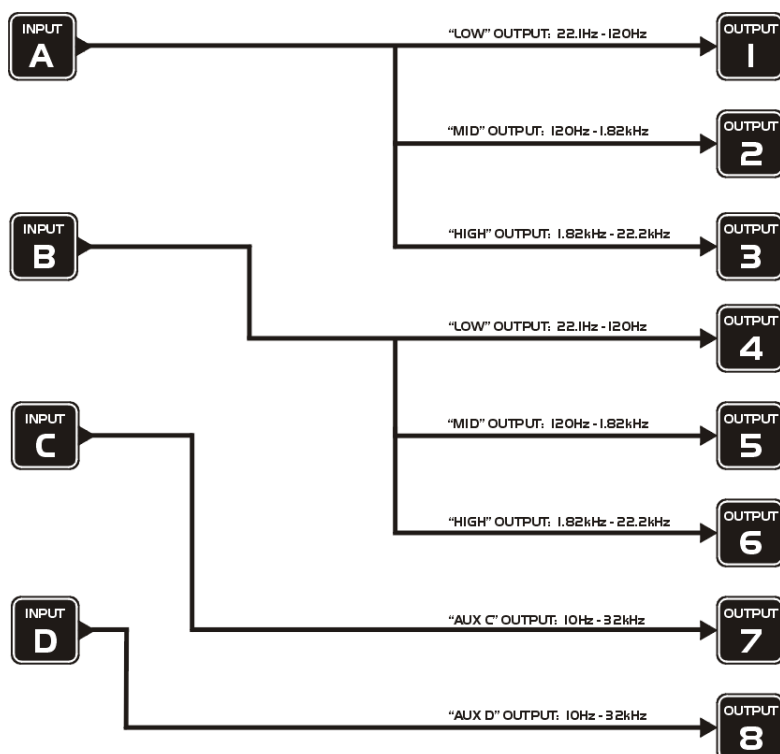 INPUT
A
"LOW" OUTPUT: 22.1Hz - 120Hz
OUTPUT
1
"MID" OUTPUT: 120Hz - 1.82kHz
OUTPUT
2
INPUT
B
"HIGH" OUTPUT: 1.82kHz - 22.2kHz
OUTPUT
3
"LOW" OUTPUT: 22.1Hz - 120Hz
OUTPUT
4
INPUT
C
"MID" OUTPUT: 120Hz - 1.82kHz
OUTPUT
5
"HIGH" OUTPUT: 1.82kHz - 22.2kHz
OUTPUT
6
INPUT
D
"AUX C" OUTPUT: 10Hz - 32kHz
OUTPUT
7
"AUX D" OUTPUT: 10Hz - 32kHz
OUTPUT
8